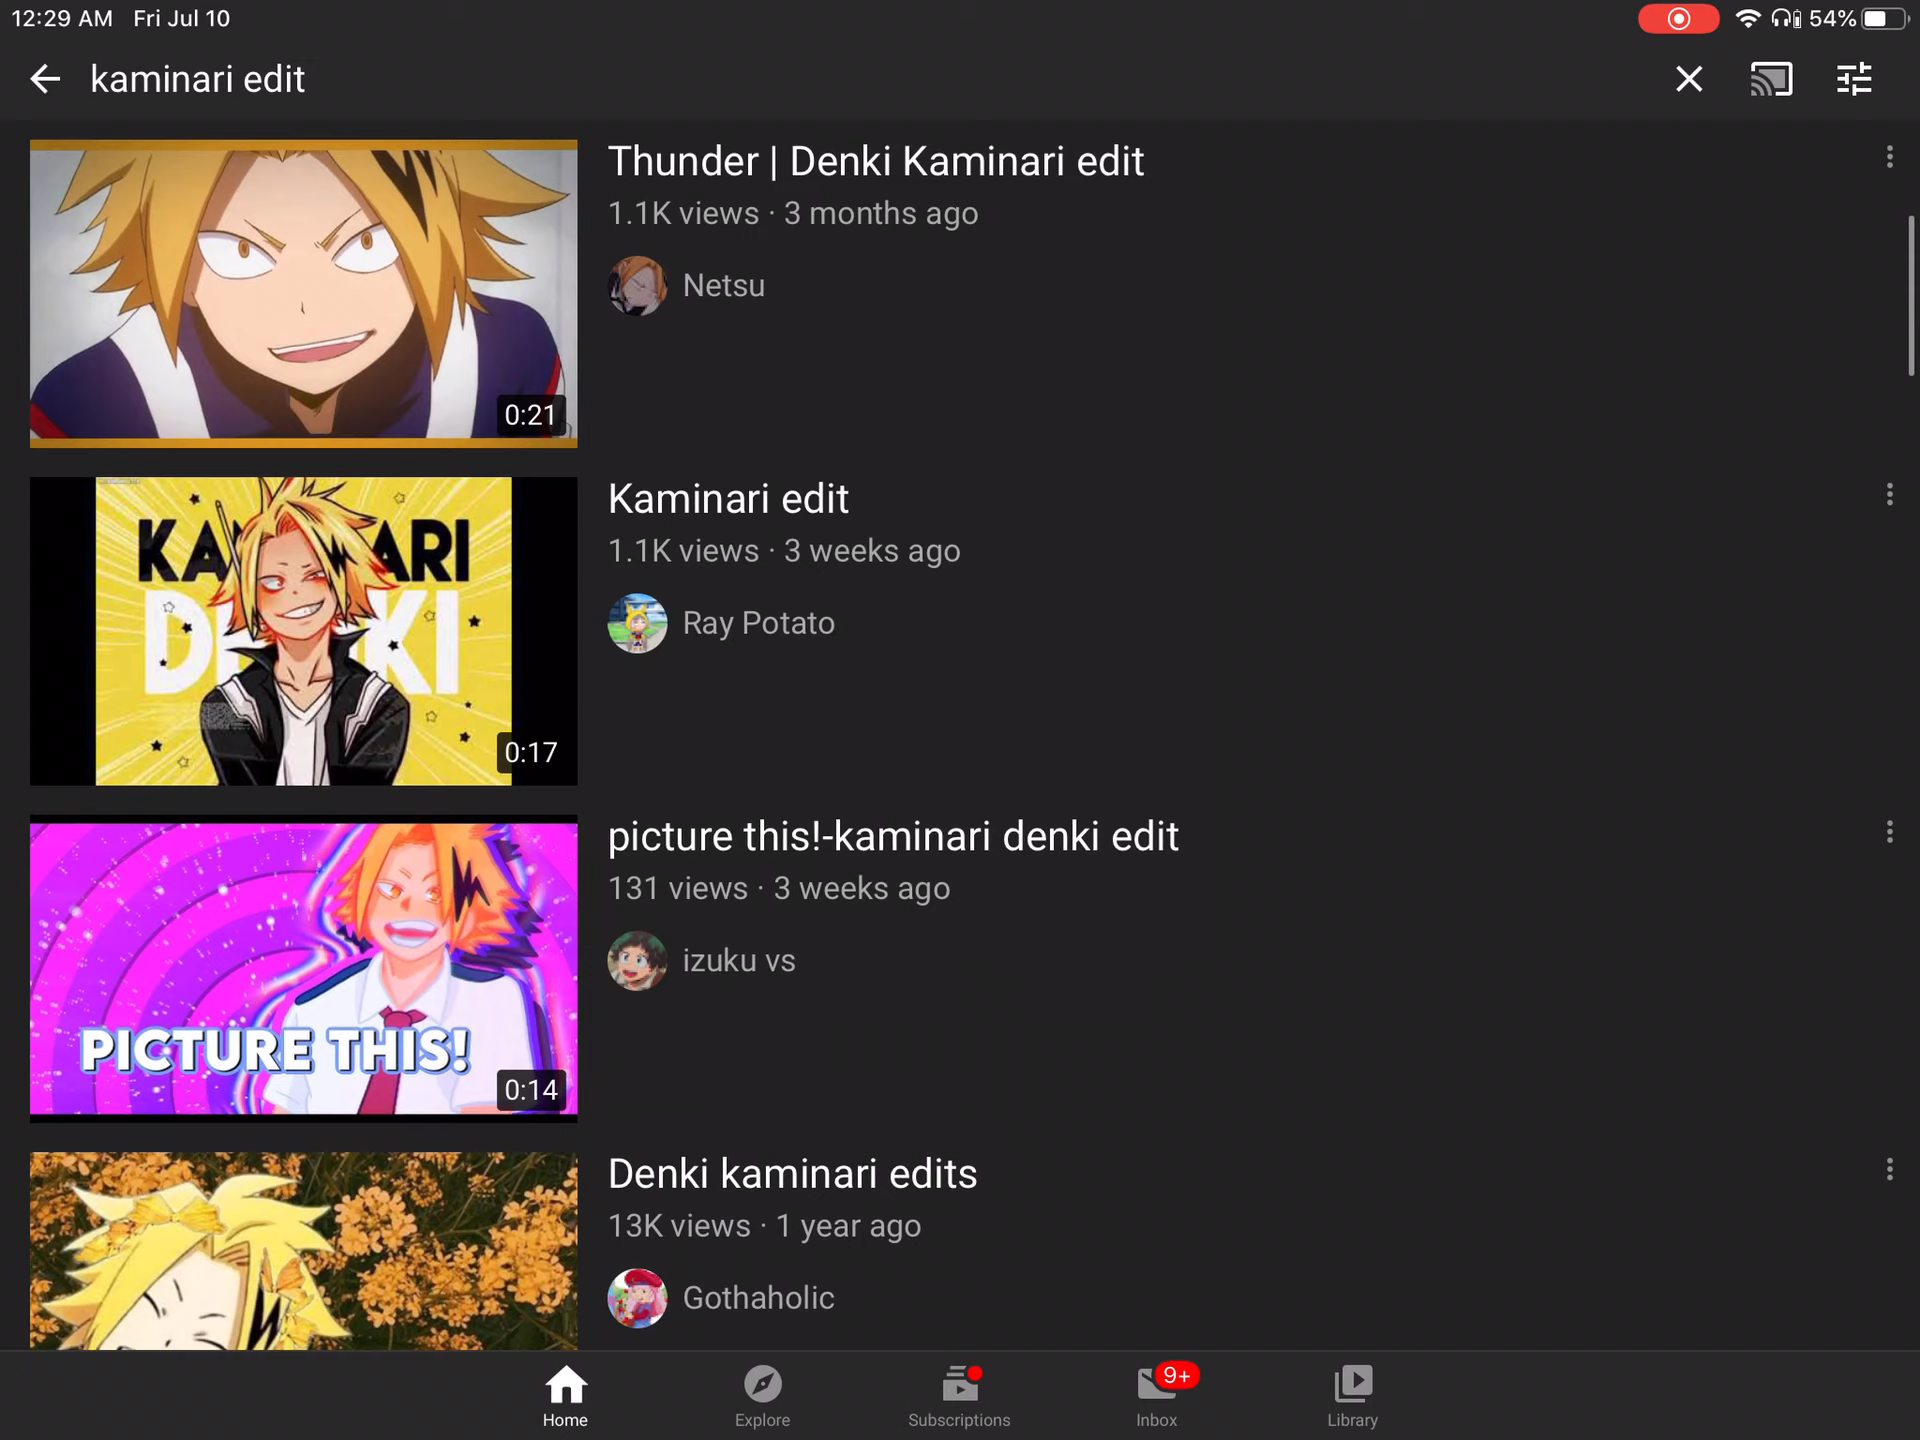 12:29 AM Fri Jul 10
54%
kaminari edit
Thunder | Denki Kaminari edit
1.1K views · 3 months ago
Netsu
0:21
KA ARI
DE KI
0:17
Kaminari edit
1.1K views · 3 weeks ago
Ray Potato
PICTURE THIS!
0:14
picture this!-kaminari denki edit
131 views · 3 weeks ago
izuku vs
Denki kaminari edits
13K views · 1 year ago
Gothaholic
Home
Explore
Subscriptions
9+
Inbox
Library